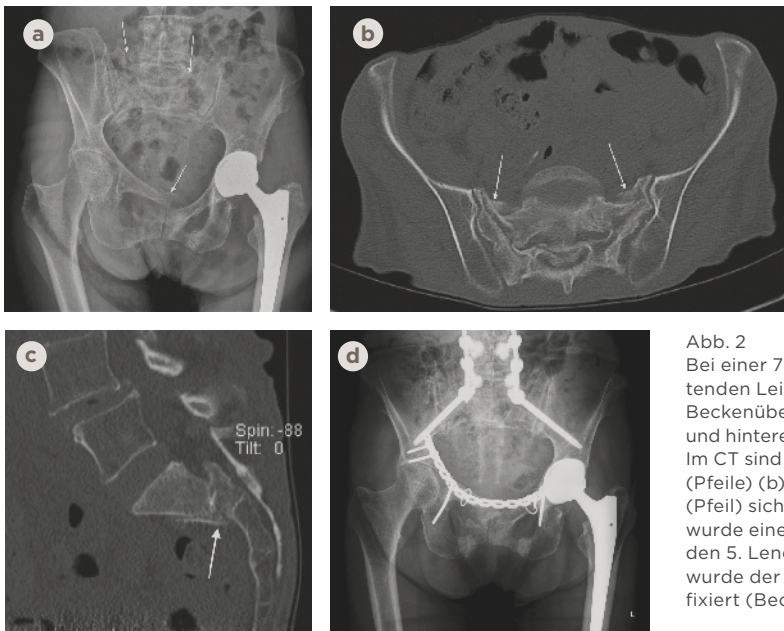 a
b
c
Spin: -88
Tilt: 0
d
L
Abb. 2
Bei einer 7
tenden Lei
Beckenübe
und hintere
Im CT sind
(Pfeile) (b)
(Pfeil) sich
wurde eine
den 5. Lend
wurde der
fixiert (Bec